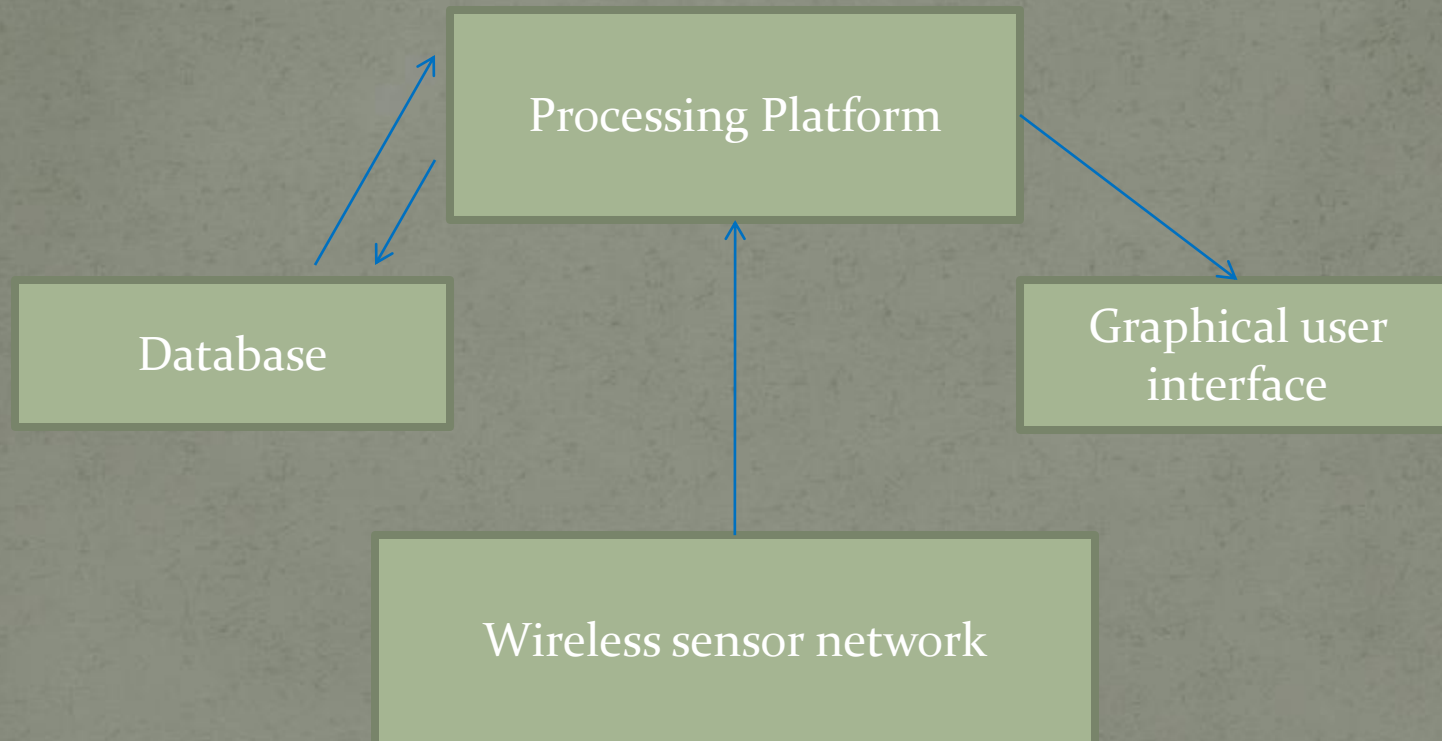 Processing Platform
Database
Graphical user
interface
Wireless sensor network